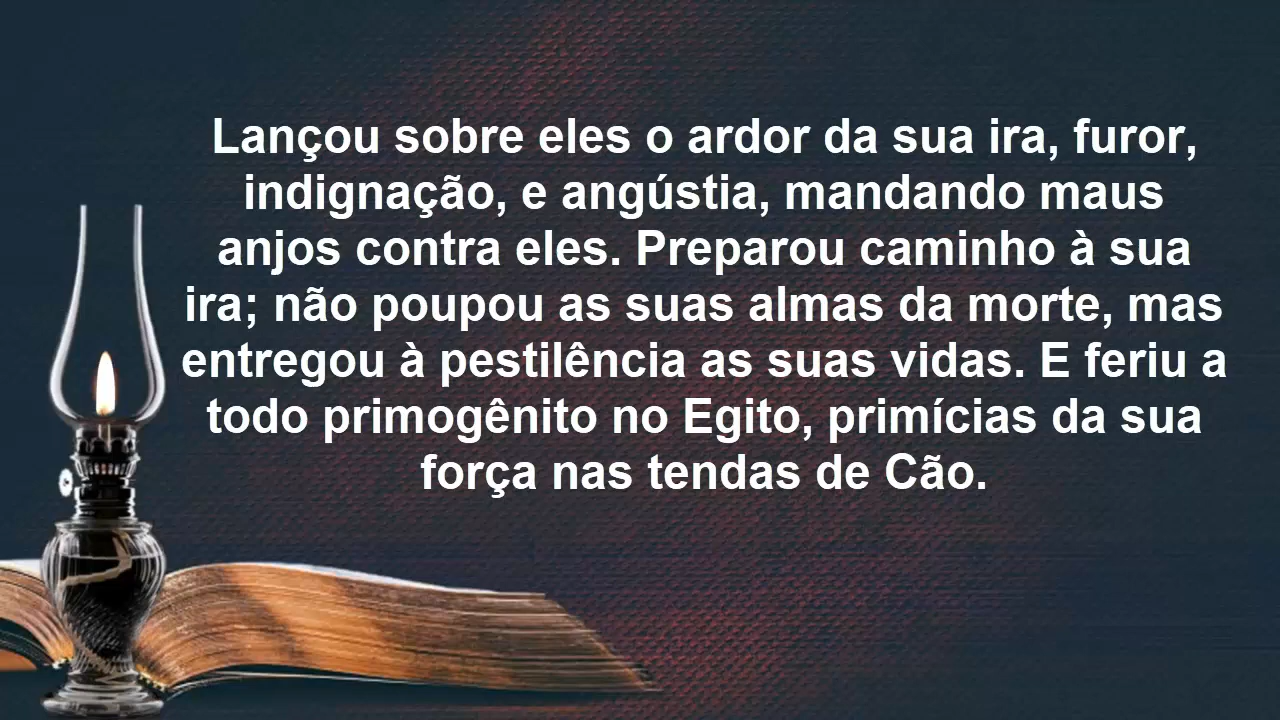 Lançou sobre eles o ardor da sua ira, furor,
indignação, e angústia, mandando maus
anjos contra eles. Preparou caminho à sua
ira; não poupou as suas almas da morte, mas
entregou à pestilência as suas vidas. E feriu a
todo primogênito no Egito, primícias da sua
força nas tendas de Cão.